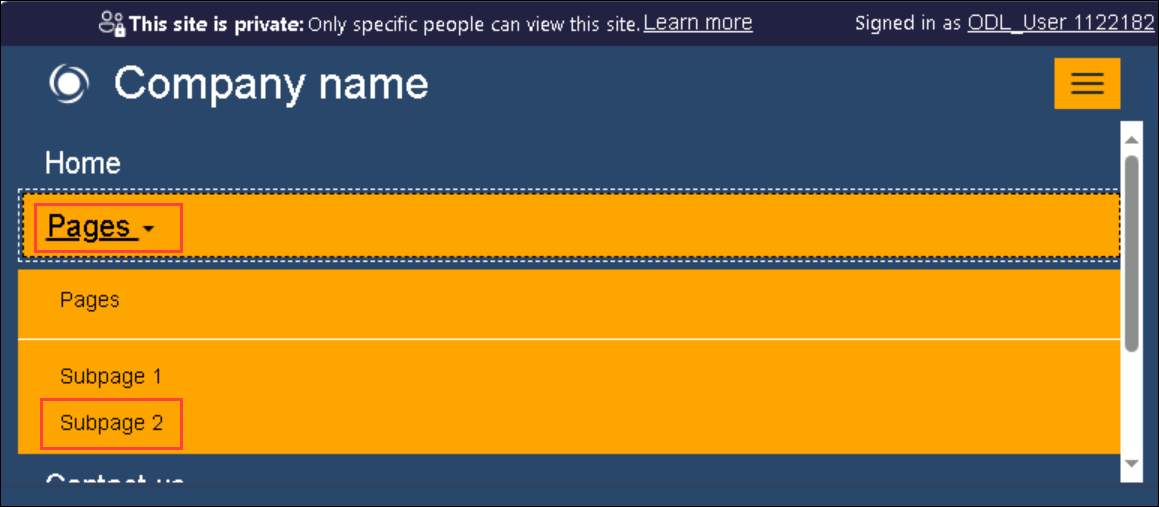 This site is private: Only specific people can view this site. Learn more Signed in as ODL_User 1122182
Company name
Home
Pages
Pages
Subpage 1
Subpage 2
Contact us